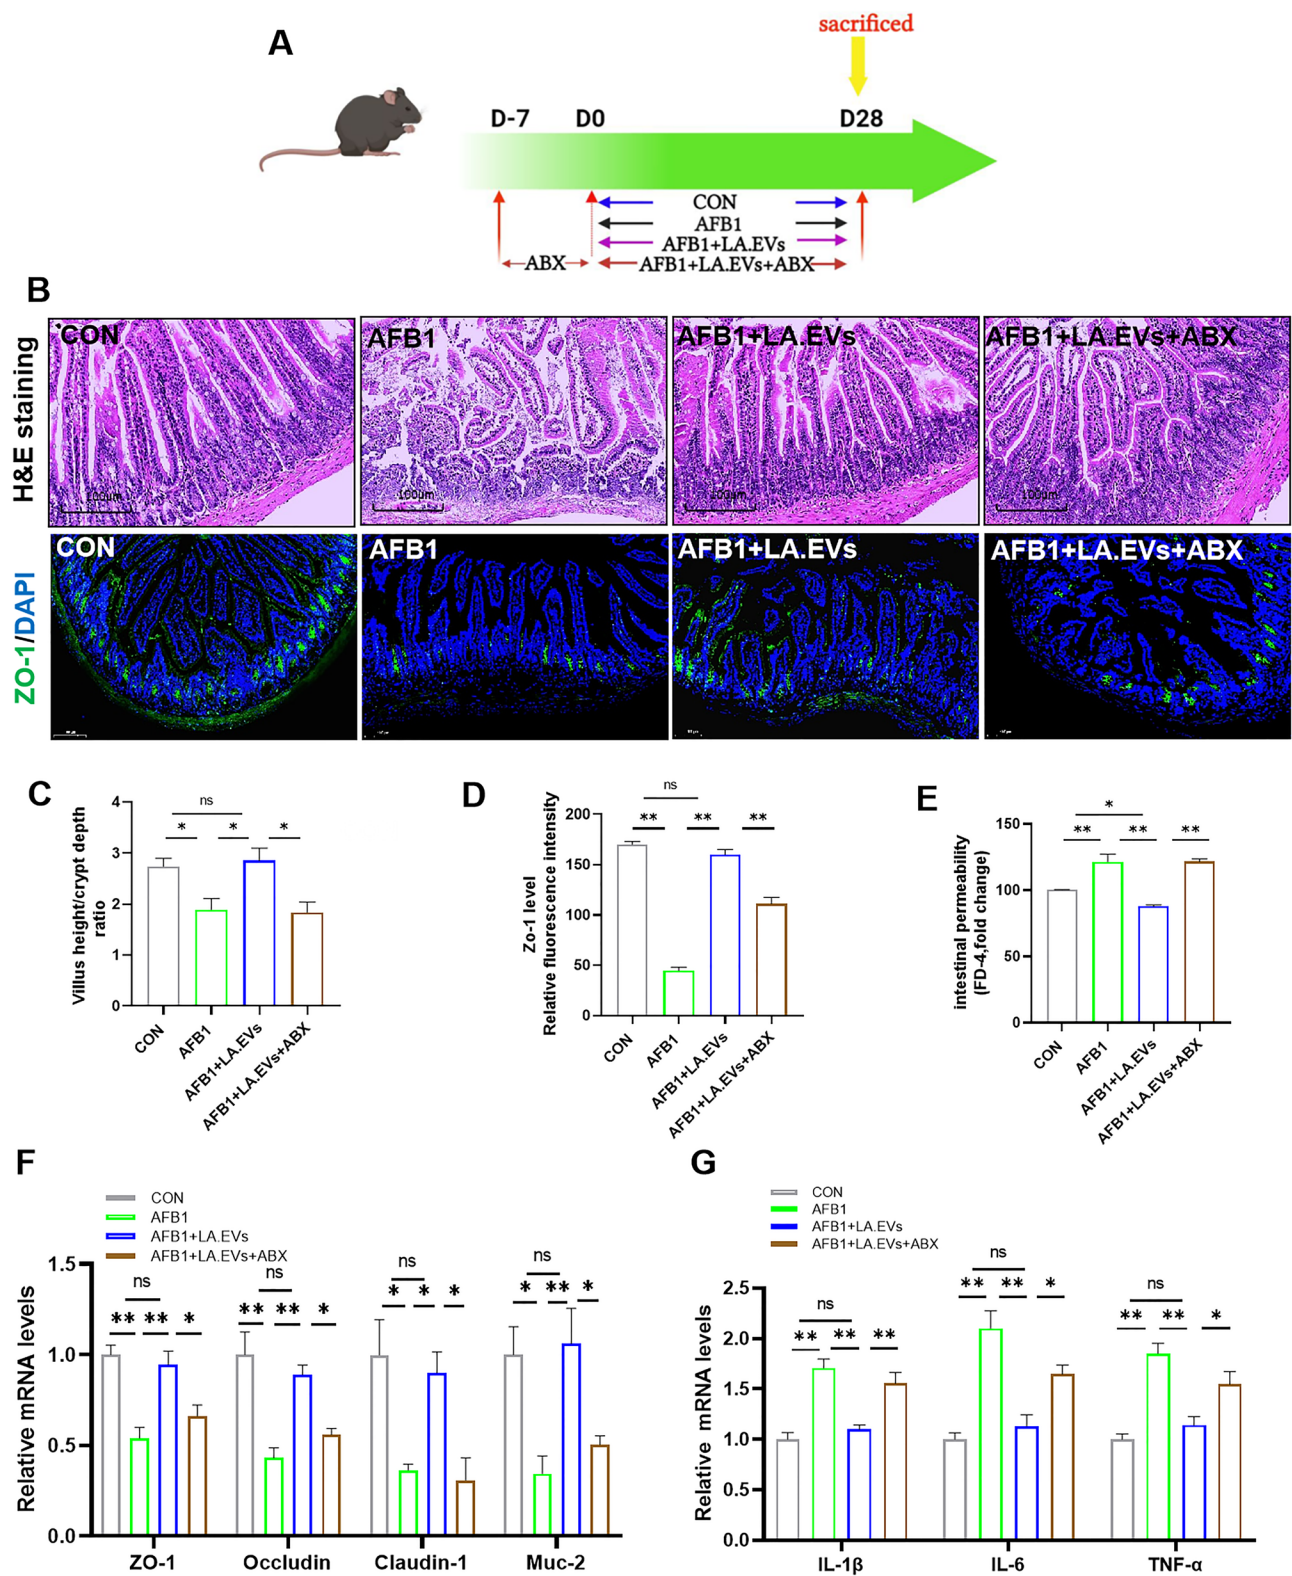 A
sacrificed
D-7 D0 D28
CON
AFB1
AFB1+LA.EVs
ABX AFB1+LA.EVs+ABX
B
H&E staining
CON AFB1 AFB1+LA.EVs AFB1+LA.EVs+ABX
100μm 100μm 100μm 100μm
ZO-1/DAPI
CON AFB1 AFB1+LA.EVs AFB1+LA.EVs+ABX
C
Villus height/crypt depth
ratio
4
3
2
1
0
ns
* * *
CON AFB1 AFB1+LA.EVs AFB1+LA.EVs+ABX
D
Zo-1 level
Relative fluorescence intensity
200
150
100
50
0
ns
** ** **
CON AFB1 AFB1+LA.EVs AFB1+LA.EVs+ABX
E
intestinal permeability
(FD-4,fold change)
150
100
50
0
*
** ** **
CON AFB1 AFB1+LA.EVs AFB1+LA.EVs+ABX
F
CON
AFB1
AFB1+LA.EVs
AFB1+LA.EVs+ABX
Relative mRNA levels
1.5
1.0
0.5
0.0
ns ns ns ns
** ** * ** ** * * * * * ** *
ZO-1 Occludin Claudin-1 Muc-2
G
CON
AFB1
AFB1+LA.EVs
AFB1+LA.EVs+ABX
Relative mRNA levels
2.5
2.0
1.5
1.0
0.5
0.0
ns ns ns
** ** ** ** ** * ** ** *
IL-1β IL-6 TNF-α